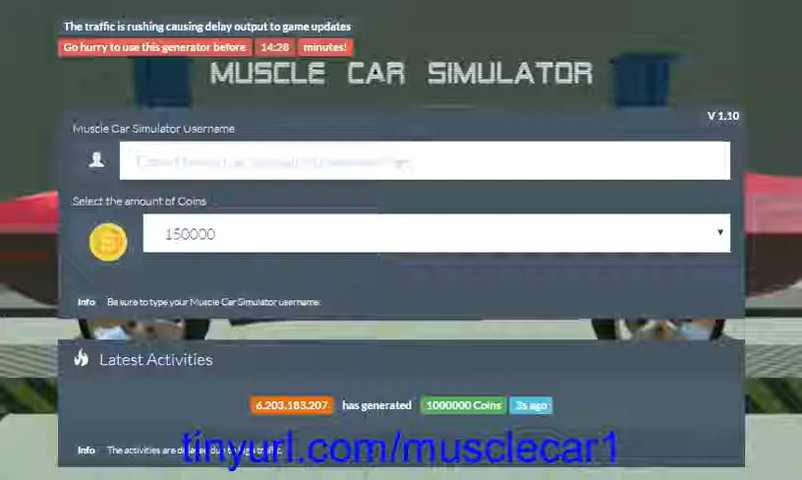 The traffic is rushing causing delay output to game updates
Go hurry to use this generator before 14:28 minutes!
MUSCLE CAR SIMULATOR
V 1.10
Muscle Car Simulator Username
Select the amount of Coins
150000
Info Be sure to type your Muscle Car Simulator username.
Latest Activities
6.203.183.207 has generated 1000000 Coins 3s ago
Info The activities are
tinyurl.com/musclecar1